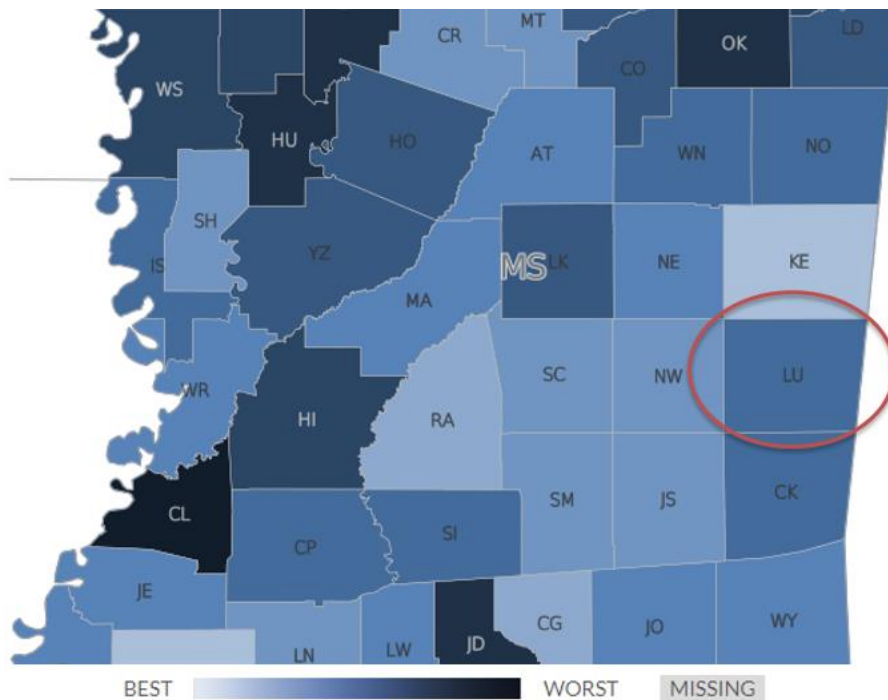 CR MT OK LD
WS CO
HU HO AT WN NO
SH
YZ MS LK NE KE
IS MA
WR SC NW LU
HI RA
CL SM JS CK
CP SI
JE
LN LW JD CG JO WY
BEST WORST MISSING